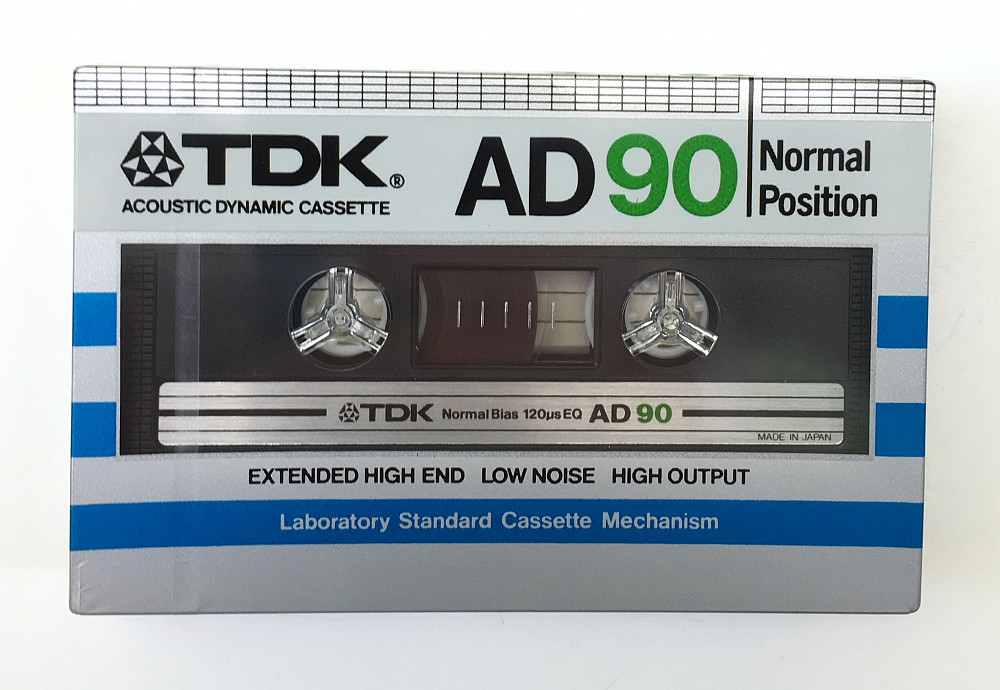 TDK®
ACOUSTIC DYNAMIC CASSETTE
AD 90
Normal
Position
TDK Normal Bias 120µs EQ AD 90
MADE IN JAPAN
EXTENDED HIGH END LOW NOISE HIGH OUTPUT
Laboratory Standard Cassette Mechanism